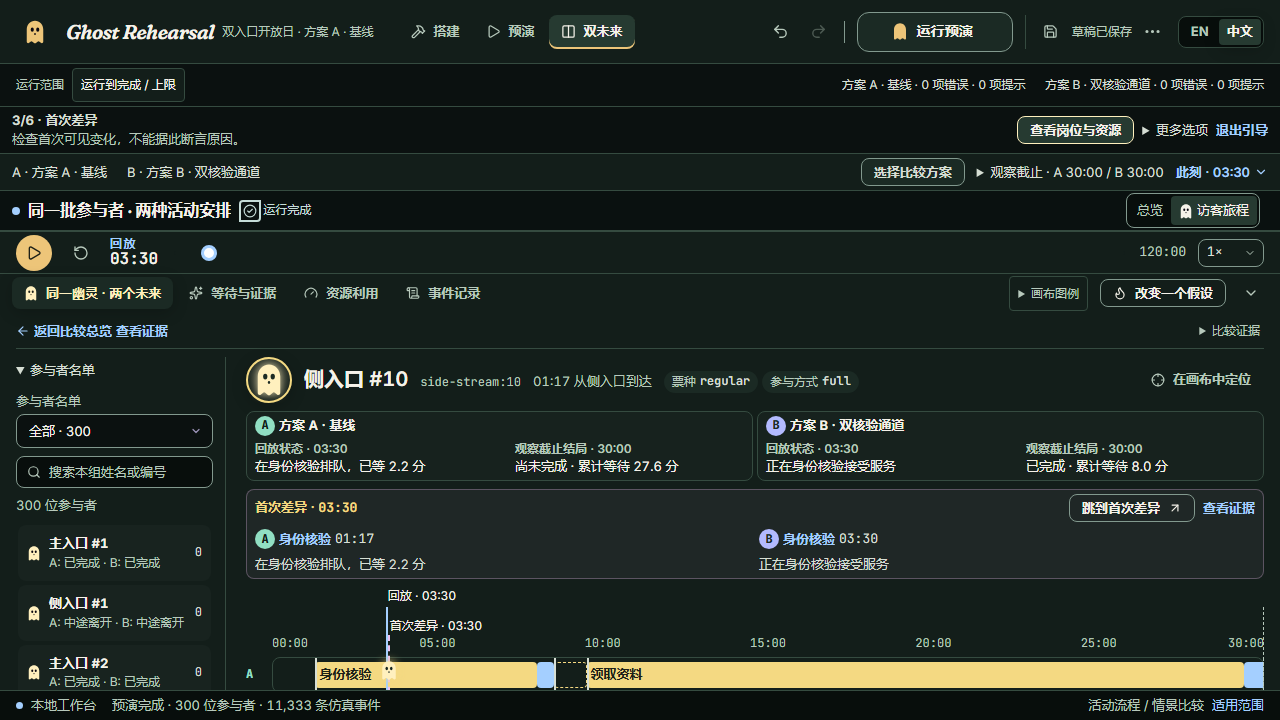 Ghost Rehearsal 双入口开放日 · 方案 A · 基线 搭建 预演 双未来 运行预演 草稿已保存 EN 中文
运行范围 运行到完成 / 上限 方案 A · 基线 · 0 项错误 · 0 项提示 方案 B · 双核验通道 · 0 项错误 · 0 项提示
3/6 · 首次差异
检查首次可见变化，不能据此断言原因。
查看岗位与资源 更多选项 退出引导
A · 方案 A · 基线 B · 方案 B · 双核验通道 选择比较方案 观察截止 · A 30:00 / B 30:00 此刻 · 03:30
同一批参与者 · 两种活动安排 运行完成 总览 访客旅程
回放
03:30
120:00 1×
同一幽灵 · 两个未来 等待与证据 资源利用 事件记录 画布图例 改变一个假设
返回比较总览 查看证据 比较证据
参与者名单
参与者名单
全部 · 300
搜索本组姓名或编号
300 位参与者
主入口 #1
A: 已完成 · B: 已完成
0
侧入口 #1
A: 中途离开 · B: 中途离开
0
主入口 #2
A: 已完成 · B: 已完成
0
侧入口 #10 side-stream:10 01:17 从侧入口到达 票种 regular 参与方式 full 在画布中定位
A 方案 A · 基线
回放状态 · 03:30 观察截止结局 · 30:00
在身份核验排队，已等 2.2 分 尚未完成 · 累计等待 27.6 分
B 方案 B · 双核验通道
回放状态 · 03:30 观察截止结局 · 30:00
正在身份核验接受服务 已完成 · 累计等待 8.0 分
首次差异 · 03:30 跳到首次差异 查看证据
A 身份核验 01:17
在身份核验排队，已等 2.2 分
B 身份核验 03:30
正在身份核验接受服务
回放 · 03:30
首次差异 · 03:30
00:00 05:00 10:00 15:00 20:00 25:00 30:00
A 身份核验 领取资料
本地工作台 预演完成 · 300 位参与者 · 11,333 条仿真事件 活动流程 / 情景比较 适用范围